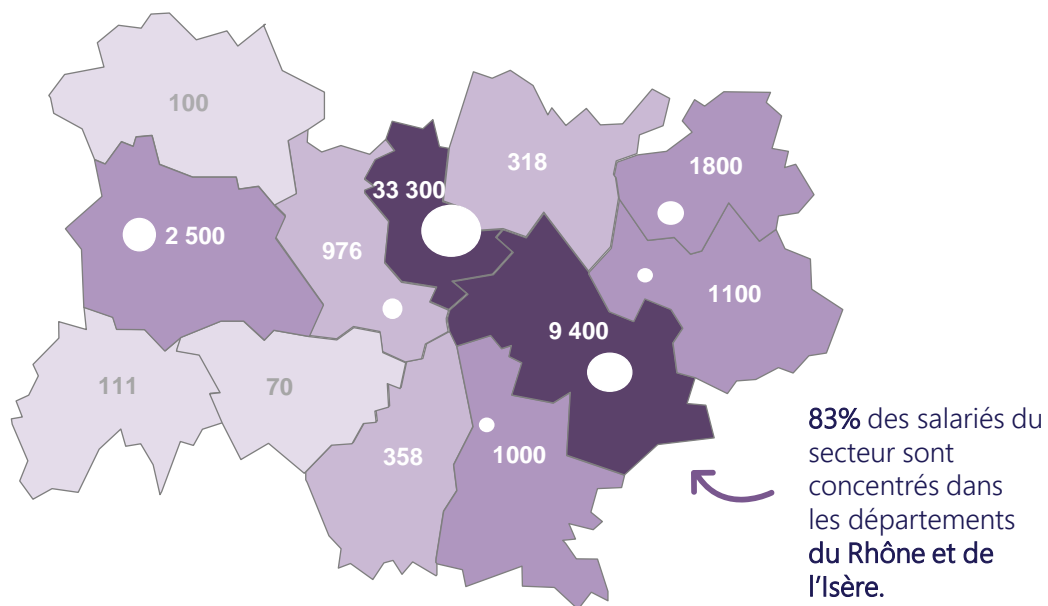 100
318
1800
33 300
2 500
976
1100
9 400
111
70
358
1000
83% des salariés du
secteur sont
concentrés dans
les départements
du Rhône et de
l’Isère.